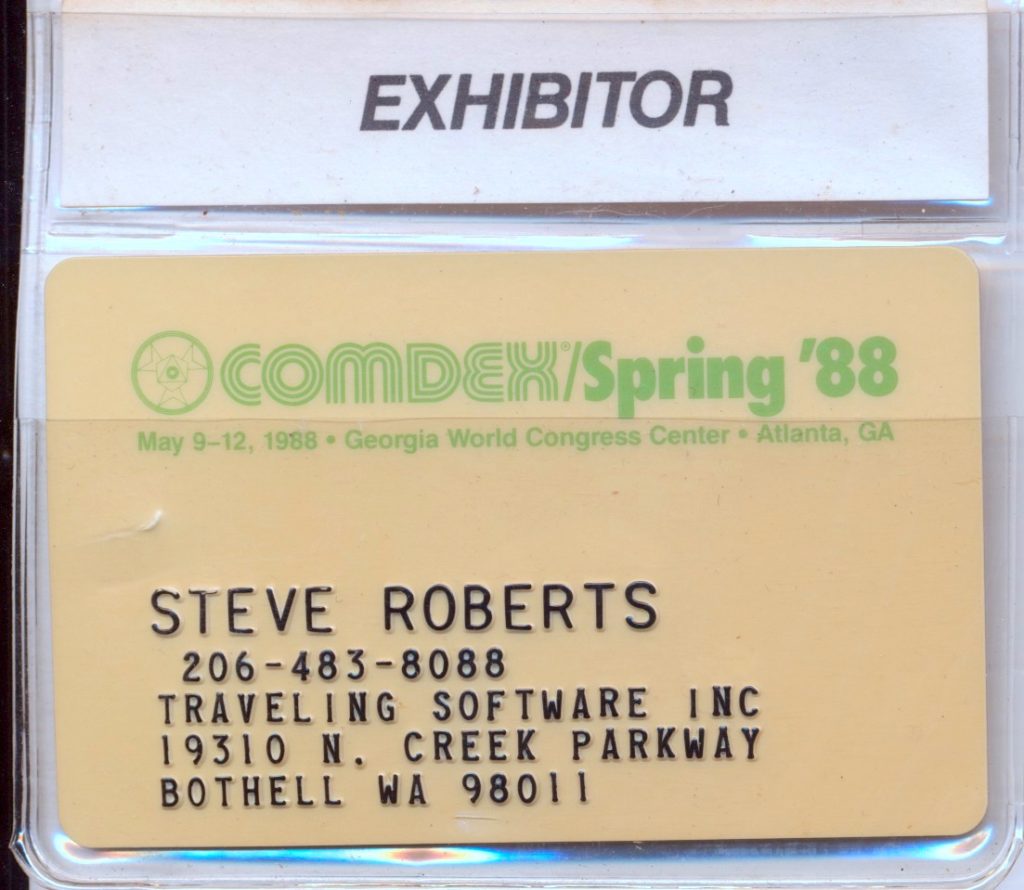 EXHIBITOR
COMDEX®/Spring '88
May 9–12, 1988 • Georgia World Congress Center • Atlanta, GA
STEVE ROBERTS
206-483-8088
TRAVELING SOFTWARE INC
19310 N. CREEK PARKWAY
BOTHELL WA 98011